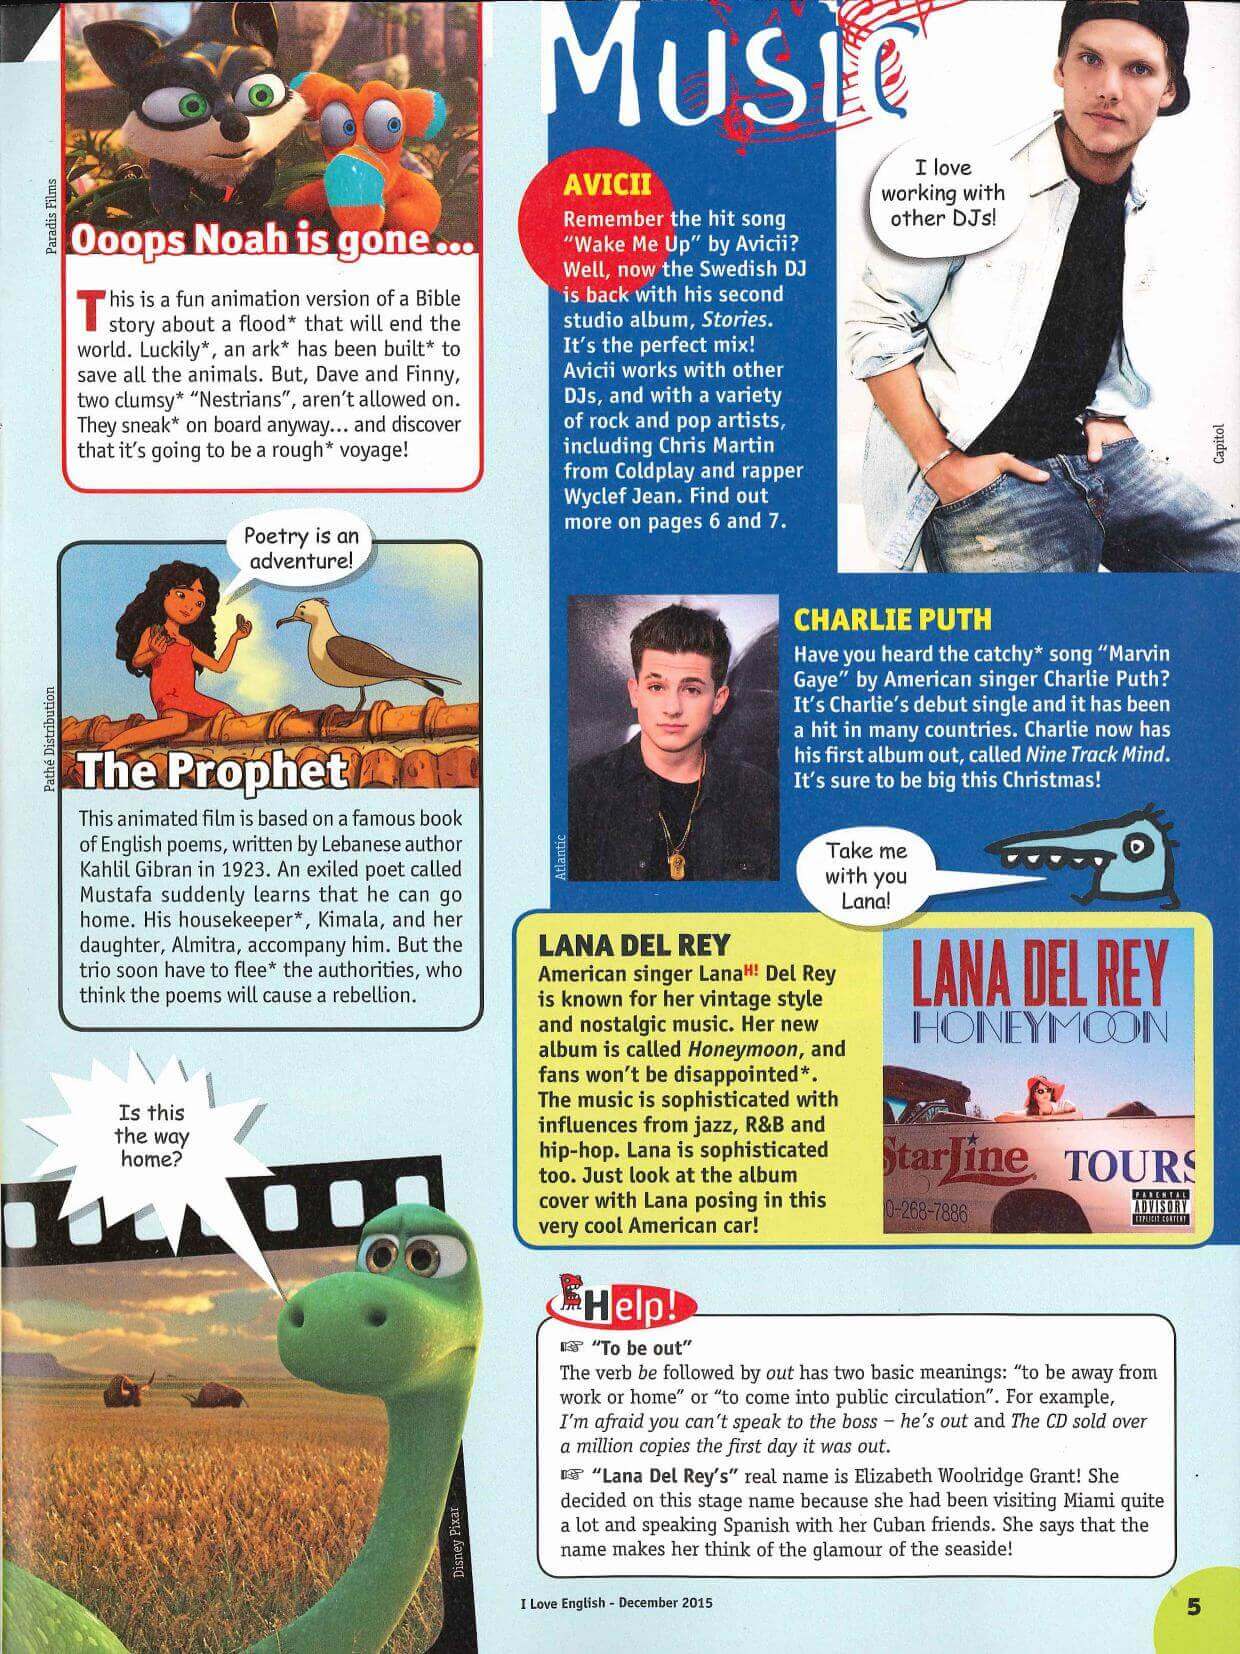 Paradis Films
Ooops Noah is gone...
This is a fun animation version of a Bible
story about a flood* that will end the
world. Luckily*, an ark* has been built* to
save all the animals. But, Dave and Finny,
two clumsy* "Nestrians", aren't allowed on.
They sneak* on board anyway... and discover
that it's going to be a rough* voyage!
Poetry is an
adventure!
Pathé Distribution
The Prophet
This animated film is based on a famous book
of English poems, written by Lebanese author
Kahlil Gibran in 1923. An exiled poet called
Mustafa suddenly learns that he can go
home. His housekeeper*, Kimala, and her
daughter, Almitra, accompany him. But the
trio soon have to flee* the authorities, who
think the poems will cause a rebellion.
Is this
the way
home?
Disney Pixar
Music
AVICII
Remember the hit song
"Wake Me Up" by Avicii?
Well, now the Swedish DJ
is back with his second
studio album, Stories.
It's the perfect mix!
Avicii works with other
DJs, and with a variety
of rock and pop artists,
including Chris Martin
from Coldplay and rapper
Wyclef Jean. Find out
more on pages 6 and 7.
I love
working with
other DJs!
Capitol
Atlantic
CHARLIE PUTH
Have you heard the catchy* song "Marvin
Gaye" by American singer Charlie Puth?
It's Charlie's debut single and it has been
a hit in many countries. Charlie now has
his first album out, called Nine Track Mind.
It's sure to be big this Christmas!
Take me
with you
Lana!
LANA DEL REY
American singer LanaH! Del Rey
is known for her vintage style
and nostalgic music. Her new
album is called Honeymoon, and
fans won't be disappointed*.
The music is sophisticated with
influences from jazz, R&B and
hip-hop. Lana is sophisticated
too. Just look at the album
cover with Lana posing in this
very cool American car!
LANA DEL REY
HONEYMOON
StarLine
TOURS
0-268-7886
PARENTAL
ADVISORY
EXPLICIT CONTENT
Help!
☞ "To be out"
The verb be followed by out has two basic meanings: "to be away from
work or home" or "to come into public circulation". For example,
I'm afraid you can't speak to the boss – he's out and The CD sold over
a million copies the first day it was out.
☞ "Lana Del Rey's" real name is Elizabeth Woolridge Grant! She
decided on this stage name because she had been visiting Miami quite
a lot and speaking Spanish with her Cuban friends. She says that the
name makes her think of the glamour of the seaside!
I Love English - December 2015
5